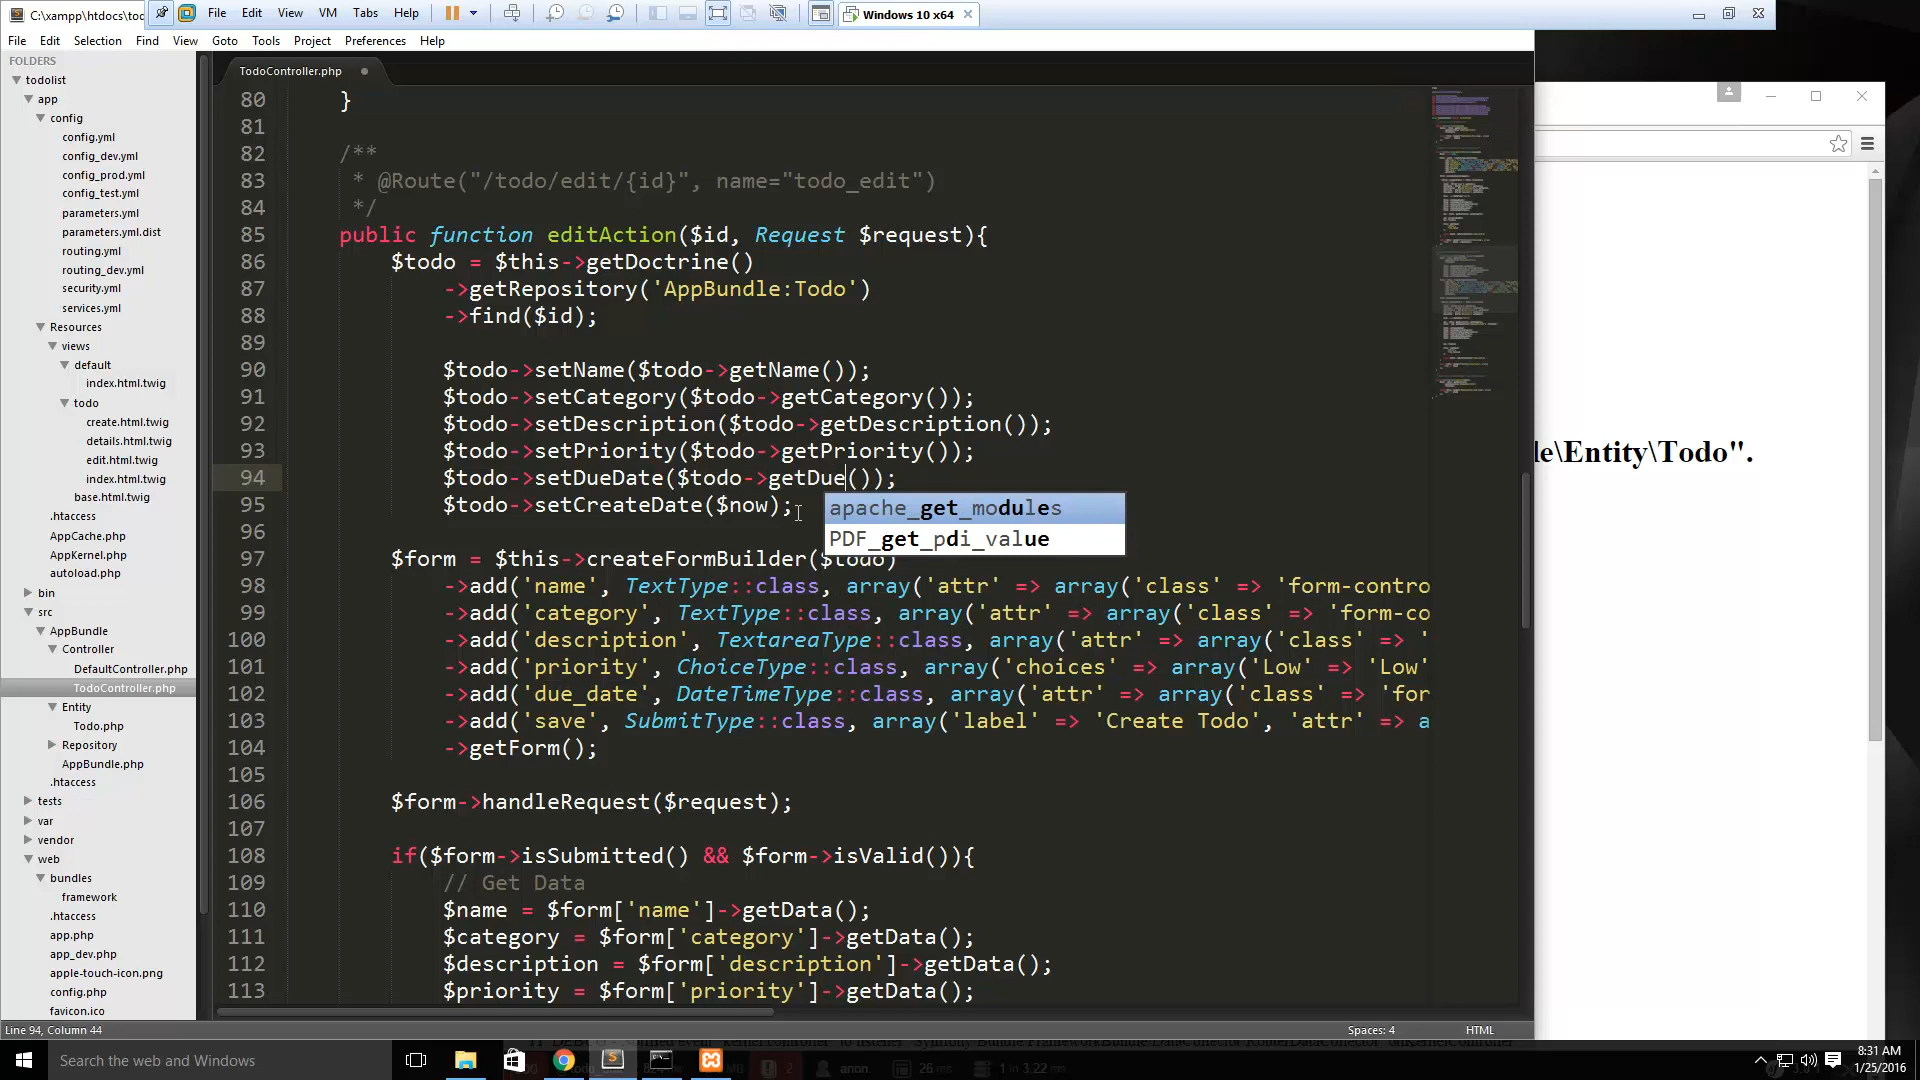 C:\xampp\htdocs\tod
File Edit View VM Tabs Help
Windows 10 x64
File Edit Selection Find View Goto Tools Project Preferences Help
FOLDERS
todolist
app
config
config.yml
config_dev.yml
config_prod.yml
config_test.yml
parameters.yml
parameters.yml.dist
routing.yml
routing_dev.yml
security.yml
services.yml
Resources
views
default
index.html.twig
todo
create.html.twig
details.html.twig
edit.html.twig
index.html.twig
base.html.twig
.htaccess
AppCache.php
AppKernel.php
autoload.php
bin
src
AppBundle
Controller
DefaultController.php
TodoController.php
Entity
Todo.php
Repository
AppBundle.php
.htaccess
tests
var
vendor
web
bundles
framework
.htaccess
app.php
app_dev.php
apple-touch-icon.png
config.php
favicon.ico
TodoController.php
80 }
81
82 /**
83 * @Route("/todo/edit/{id}", name="todo_edit")
84 */
85 public function editAction($id, Request $request){
86 $todo = $this->getDoctrine()
87 ->getRepository('AppBundle:Todo')
88 ->find($id);
89
90 $todo->setName($todo->getName());
91 $todo->setCategory($todo->getCategory());
92 $todo->setDescription($todo->getDescription());
93 $todo->setPriority($todo->getPriority());
94 $todo->setDueDate($todo->getDue());
95 $todo->setCreateDate($now);
apache_get_modules
PDF_get_pdi_value
96
97 $form = $this->createFormBuilder($todo)
98 ->add('name', TextType::class, array('attr' => array('class' => 'form-contro
99 ->add('category', TextType::class, array('attr' => array('class' => 'form-co
100 ->add('description', TextareaType::class, array('attr' => array('class' => '
101 ->add('priority', ChoiceType::class, array('choices' => array('Low' => 'Low'
102 ->add('due_date', DateTimeType::class, array('attr' => array('class' => 'for
103 ->add('save', SubmitType::class, array('label' => 'Create Todo', 'attr' => a
104 ->getForm();
105
106 $form->handleRequest($request);
107
108 if($form->isSubmitted() && $form->isValid()){
109 // Get Data
110 $name = $form['name']->getData();
111 $category = $form['category']->getData();
112 $description = $form['description']->getData();
113 $priority = $form['priority']->getData();
le\Entity\Todo".
Line 94, Column 44
Spaces: 4
HTML
Search the web and Windows
anon.
26 ms
1 in 3.22 ms
8:31 AM
1/25/2016